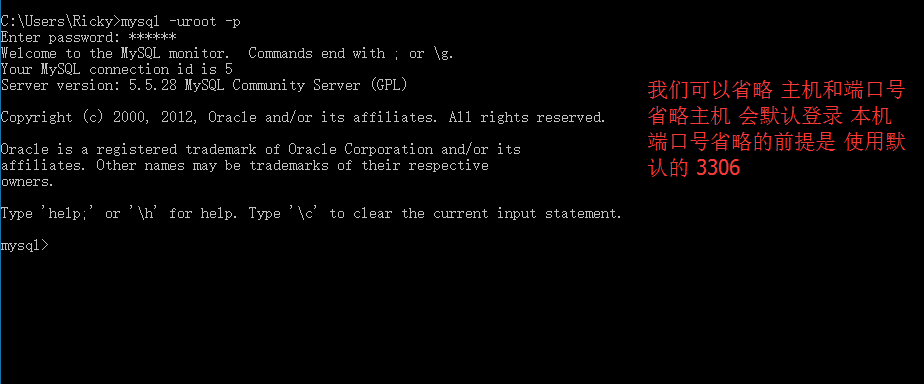 C:\Users\Ricky>mysql -uroot -p
Enter password: ******
Welcome to the MySQL monitor.  Commands end with ; or \g.
Your MySQL connection id is 5
Server version: 5.5.28 MySQL Community Server (GPL)
Copyright (c) 2000, 2012, Oracle and/or its affiliates. All rights reserved.
Oracle is a registered trademark of Oracle Corporation and/or its
affiliates. Other names may be trademarks of their respective
owners.
Type 'help;' or '\h' for help. Type '\c' to clear the current input statement.
mysql>
我们可以省略 主机和端口号
省略主机 会默认登录 本机
端口号省略的前提是 使用默
认的 3306